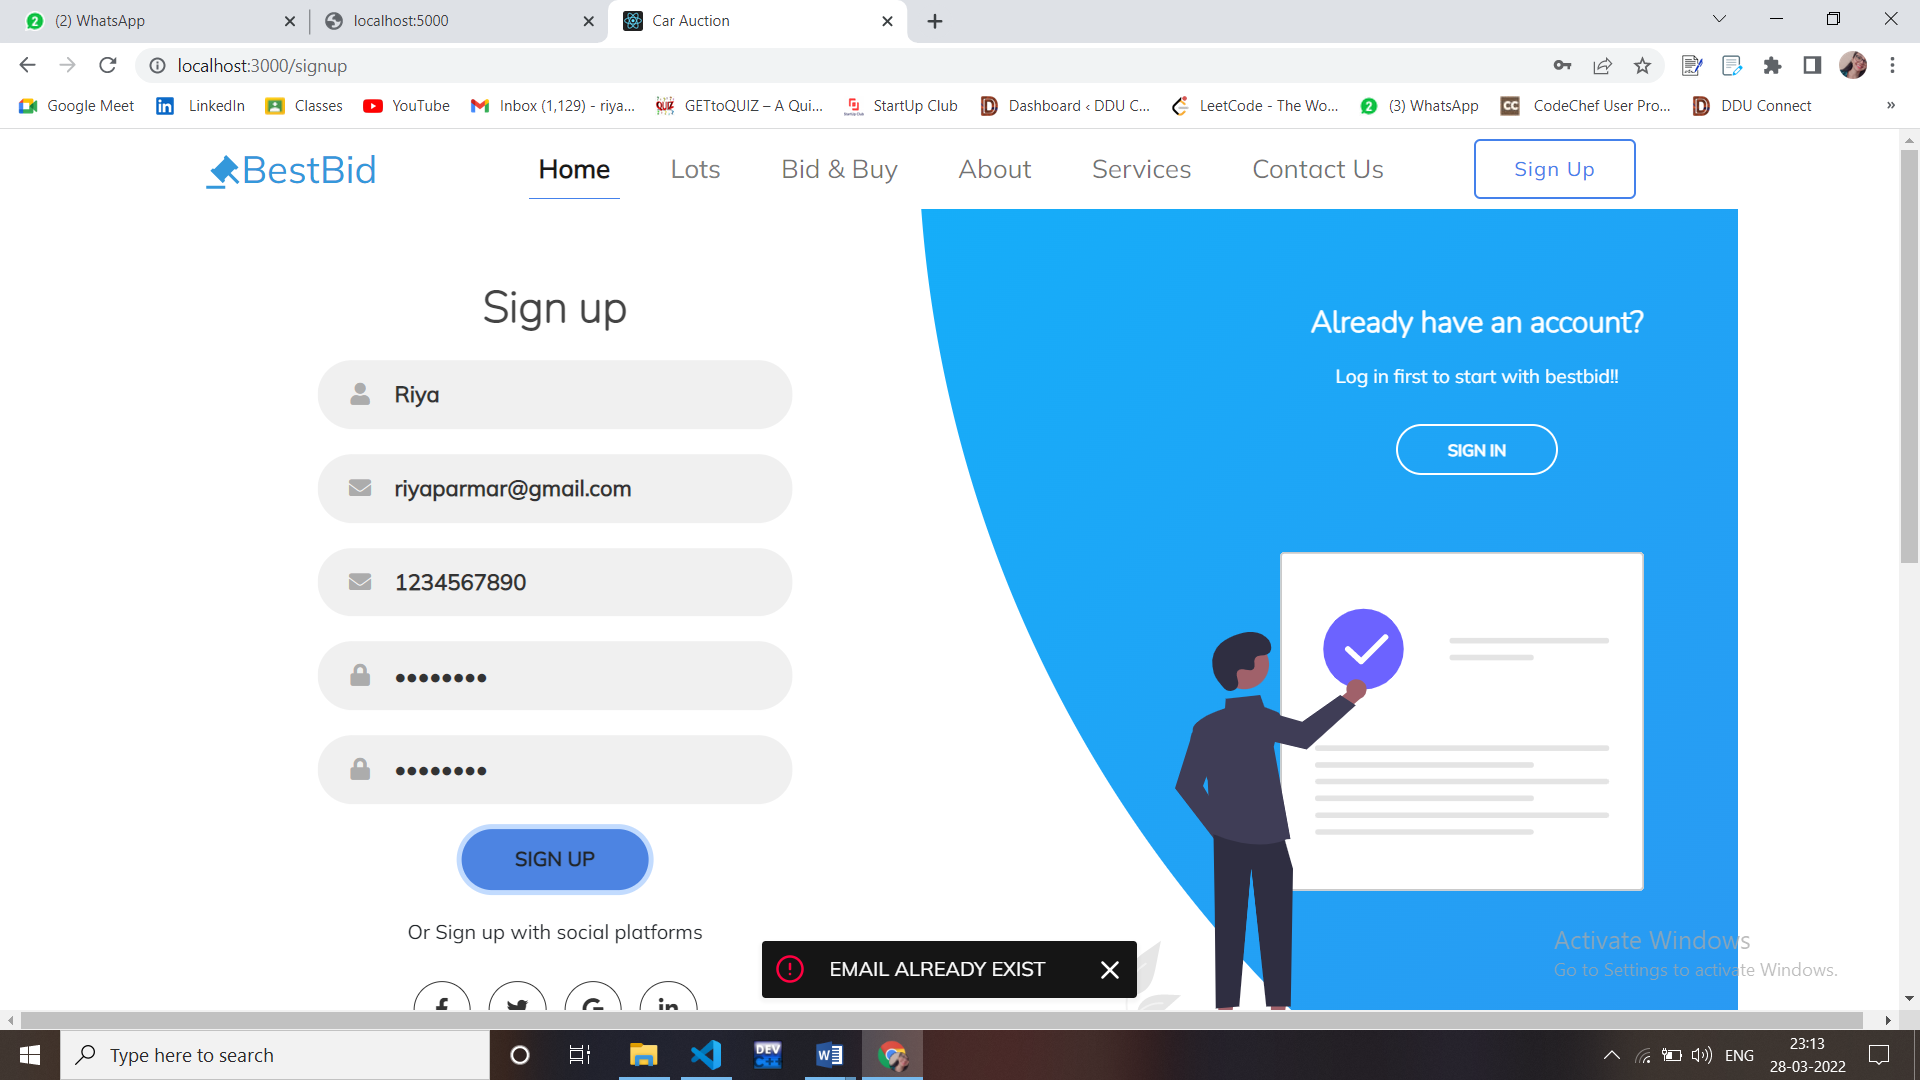 (2) WhatsApp
localhost:5000
Car Auction
localhost:3000/signup
Google Meet
LinkedIn
Classes
YouTube
Inbox (1,129) - riya...
GETtoQUIZ – A Qui...
StartUp Club
Dashboard ‹ DDU C...
LeetCode - The Wo...
(3) WhatsApp
CodeChef User Pro...
DDU Connect
»
BestBid
Home
Lots
Bid & Buy
About
Services
Contact Us
Sign Up
Sign up
Riya
riyaparmar@gmail.com
1234567890
••••••••
••••••••
SIGN UP
Or Sign up with social platforms
Already have an account?
Log in first to start with bestbid!!
SIGN IN
EMAIL ALREADY EXIST
Activate Windows
Go to Settings to activate Windows.
Type here to search
DEV
C++
ENG
23:13
28-03-2022